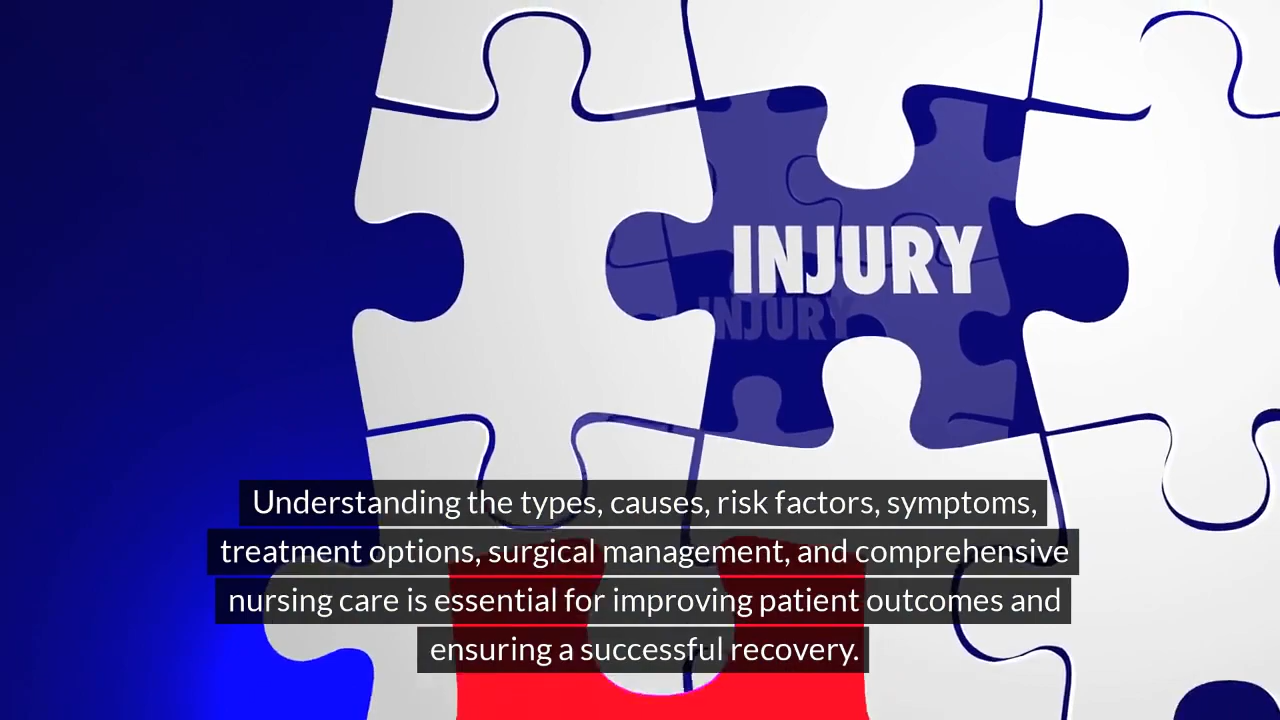 INJURY
INJURY
Understanding the types, causes, risk factors, symptoms,
treatment options, surgical management, and comprehensive
nursing care is essential for improving patient outcomes and
ensuring a successful recovery.